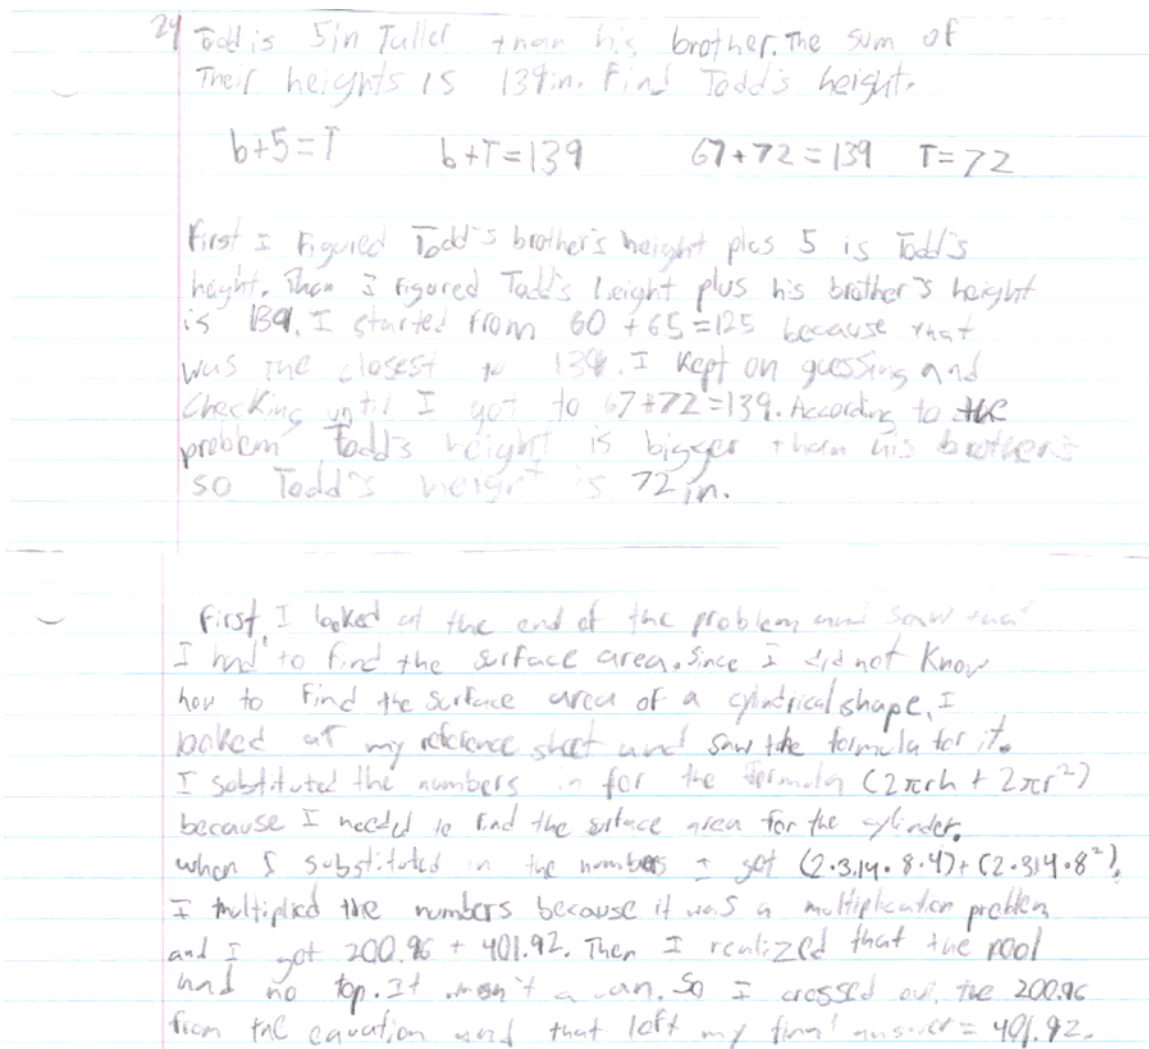 24 Todd is 5in Taller than his brother. The sum of
Their heights is 139in. Find Todd's height.
b+5=T b+T=139 67+72=139 T=72
First I Figured Todd's brother's height plus 5 is Todd's
height. Then I Figured Todd's height plus his brother's height
is 139. I started from 60 +65=125 because that
was the closest to 139. I kept on guessing and
checking until I got to 67+72=139. According to the
problem Todd's height is bigger than his brother's
so Todd's height is 72in.
First, I looked at the end of the problem and saw that
I had to find the surface area. Since I did not know
how to find the surface area of a cylindrical shape, I
looked at my reference sheet and saw the formula for it.
I substituted the numbers in for the formula (2πrh + 2πr²)
because I needed to find the surface area for the cylinder.
when I substituted in the numbers I got (2·3.14·8·4)+(2·3.14·8²).
I multiplied the numbers because it was a multiplication problem
and I got 200.96 + 401.92. Then I realized that the pool
had no top. It wasn't a can. So I crossed out the 200.96
from the equation and that left my final answer = 401.92.